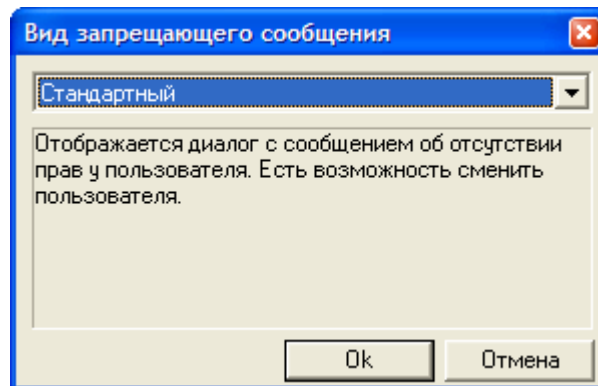 Вид запрещающего сообщения
Стандартный
Отображается диалог с сообщением об отсутствии
прав у пользователя. Есть возможность сменить
пользователя.
Ok Отмена